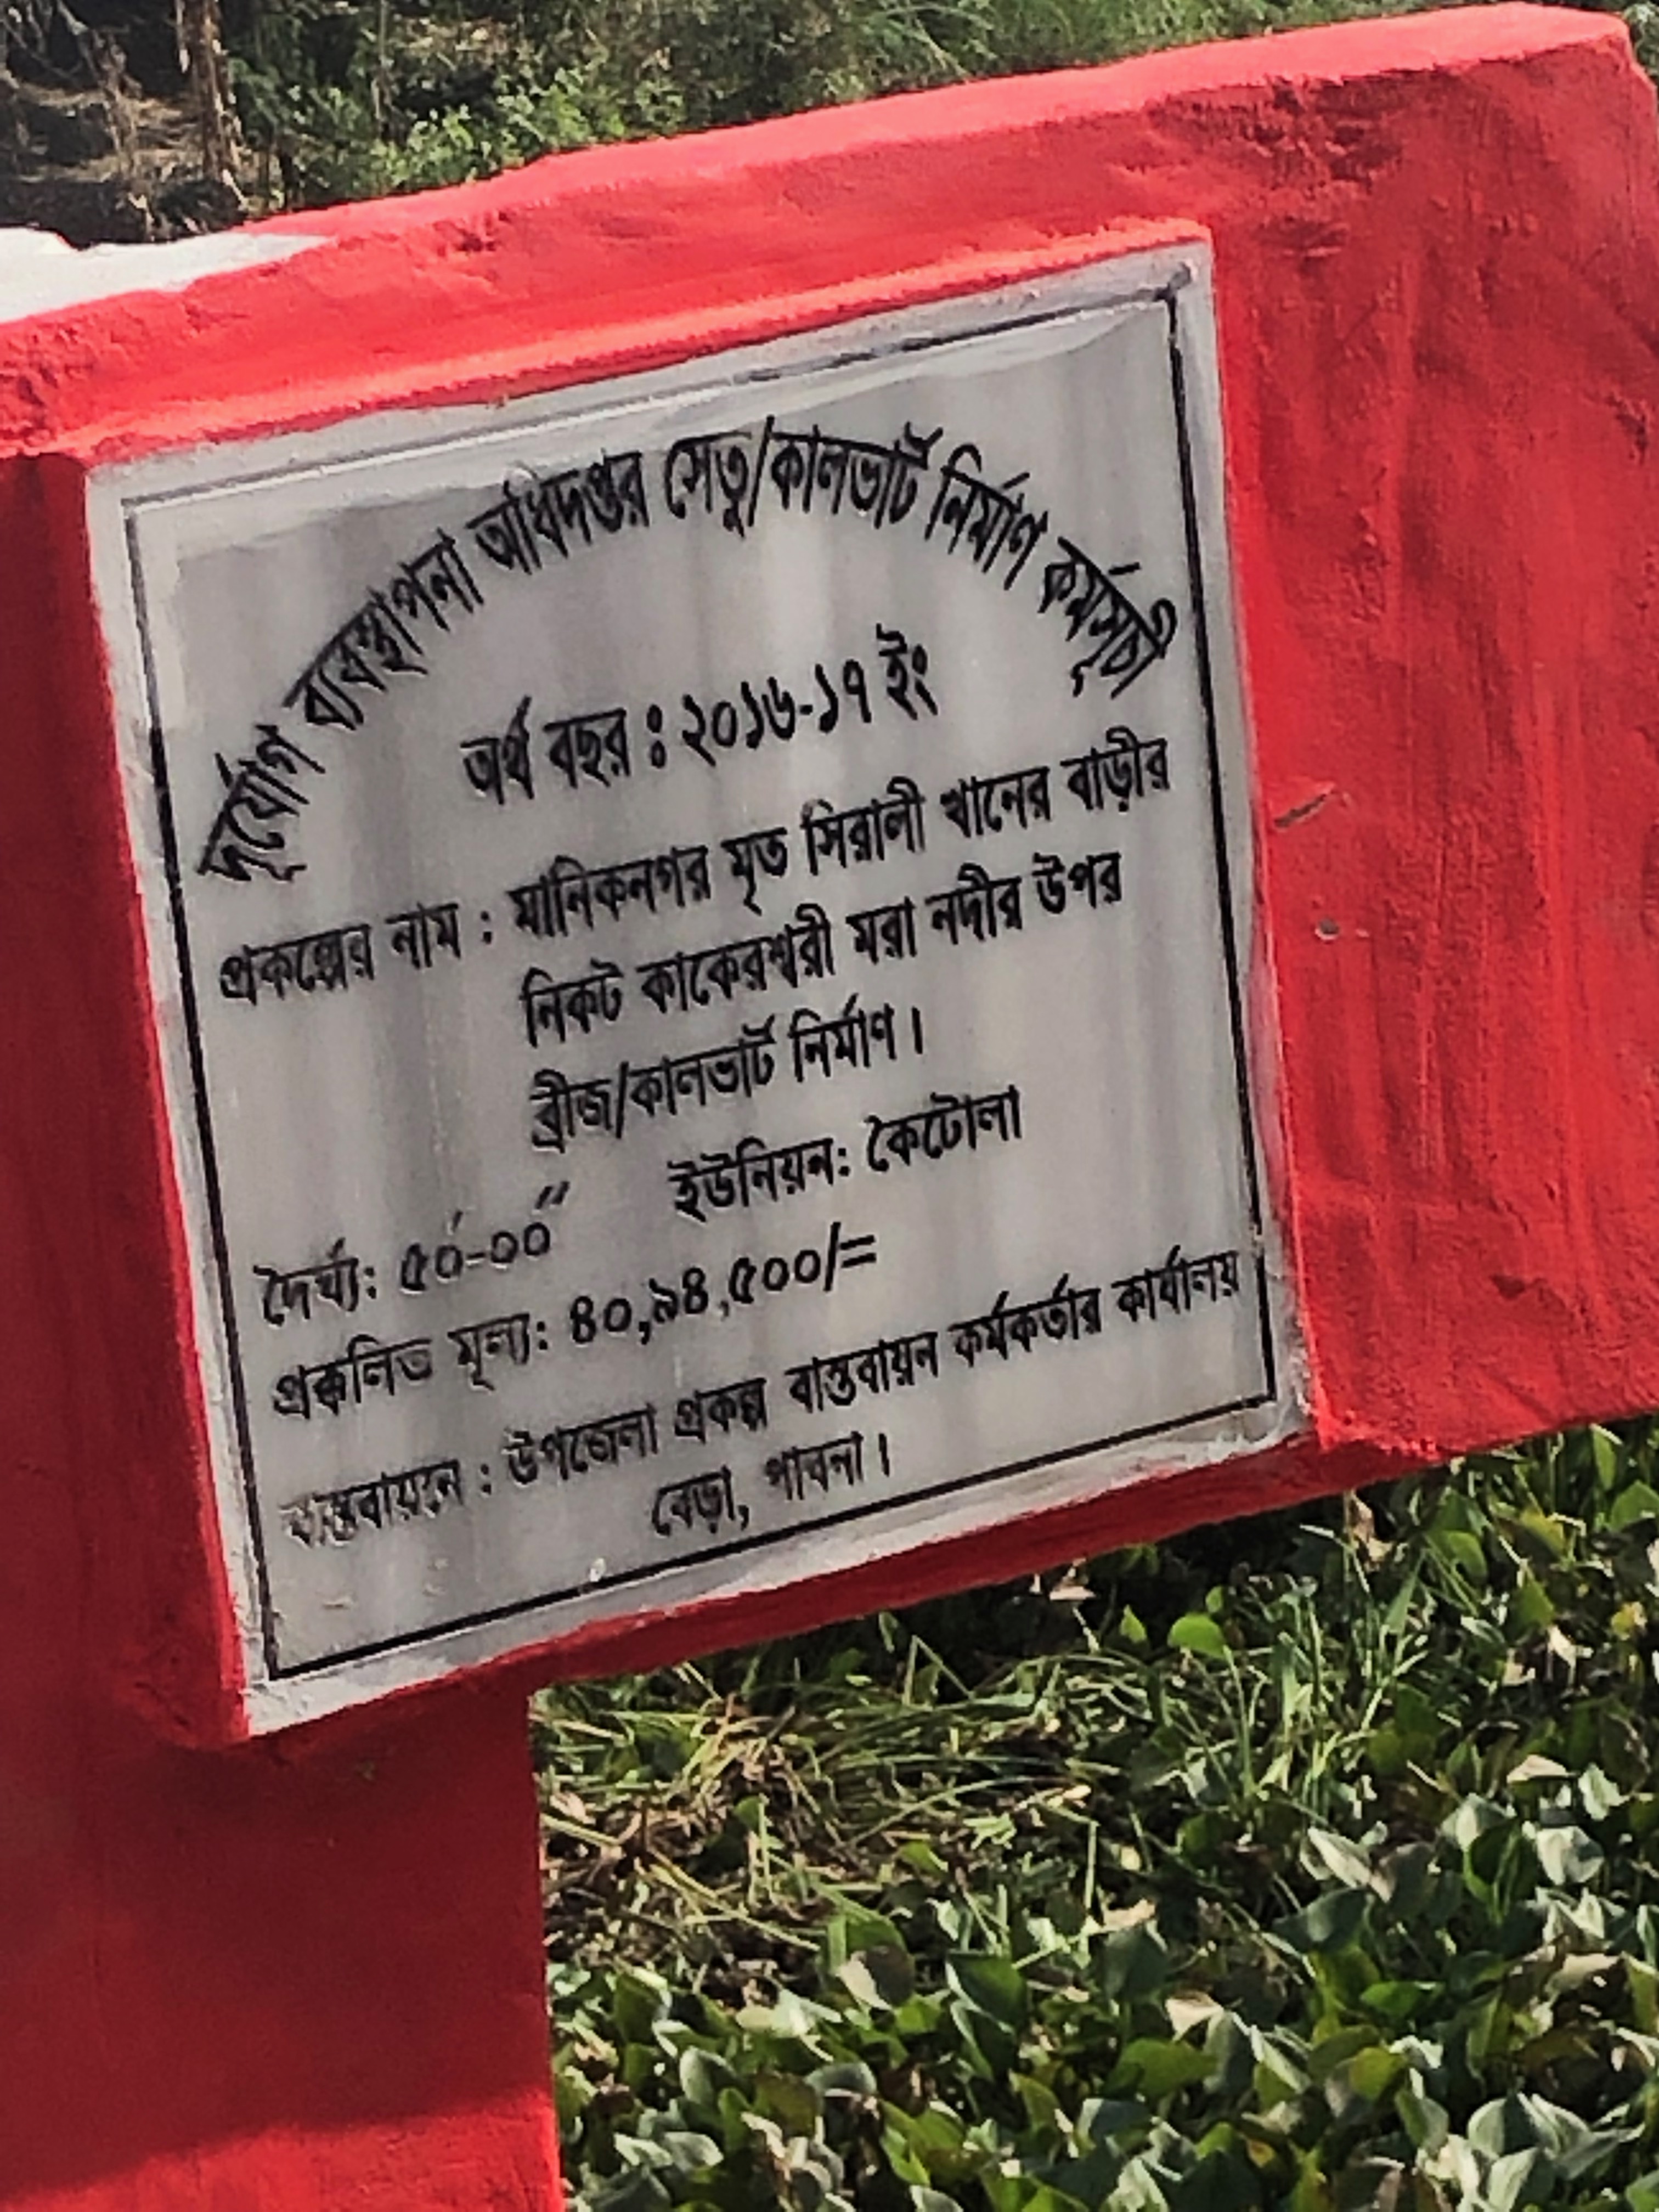 দূর্যোগ ব্যবস্থাপনা অধিদপ্তর সেতু/কালভার্ট নির্মাণ কর্মসূচী
অর্থ বছর : ২০১৬-১৭ ইং
প্রকল্পের নাম : মানিকনগর মৃত সিরালী খানের বাড়ীর
নিকট কাকেরশ্বরী মরা নদীর উপর
ব্রীজ/কালভার্ট নির্মাণ।
দৈর্ঘ্য: ৫০′-০০″ ইউনিয়ন: কৈটোলা
প্রক্কলিত মূল্য: ৪০,৯৪,৫০০/=
বাস্তবায়নে : উপজেলা প্রকল্প বাস্তবায়ন কর্মকর্তার কার্যালয়
বেড়া, পাবনা।